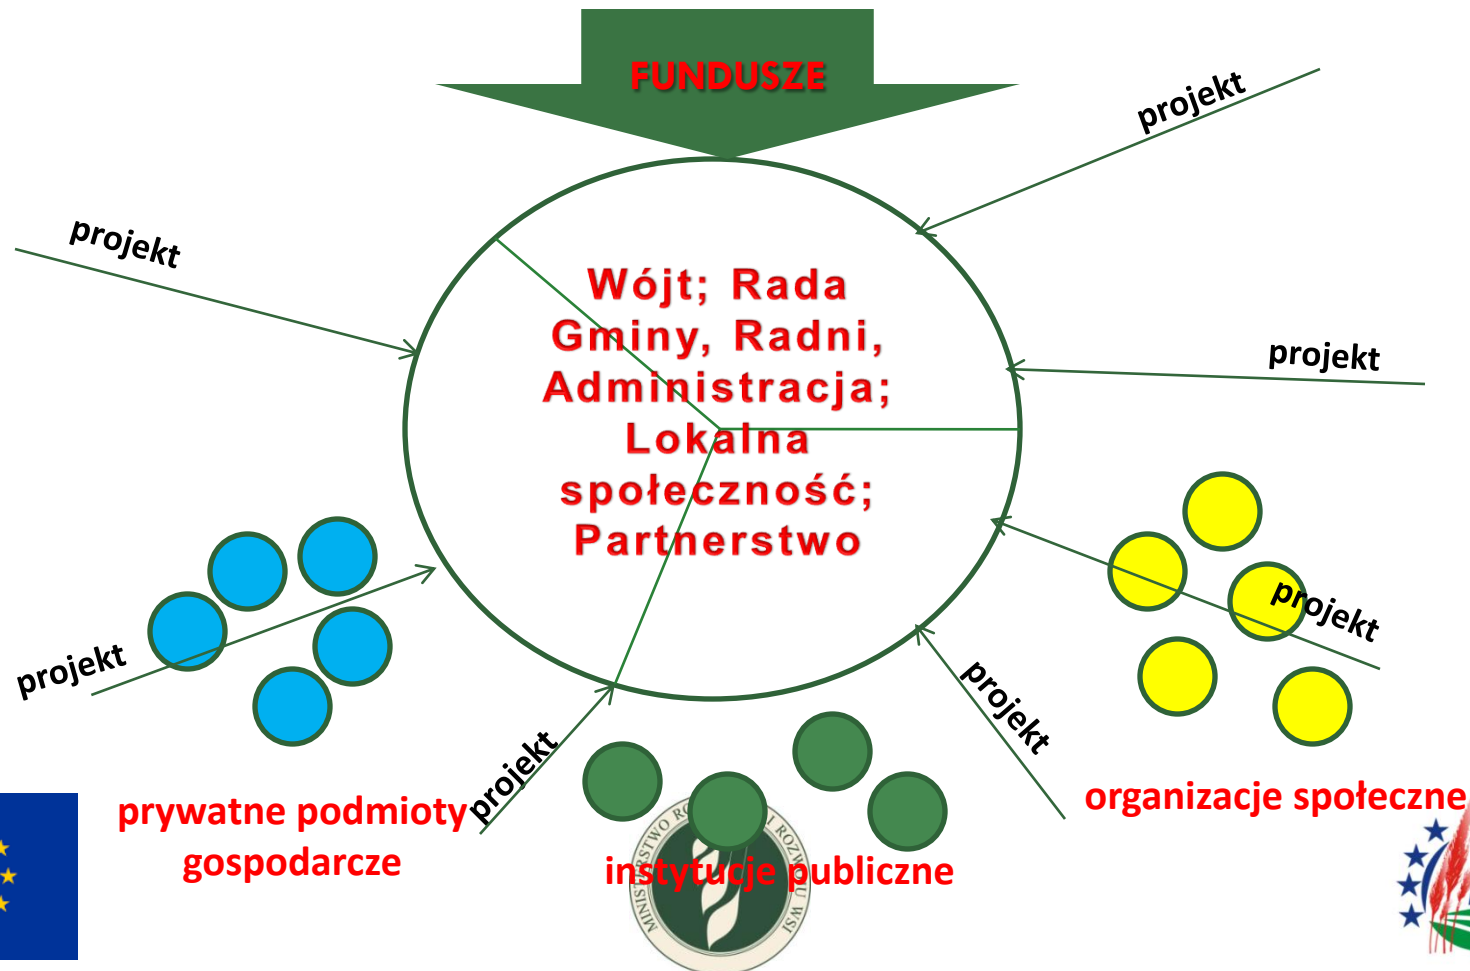 FUNDUSZE
projekt
projekt
Wójt; Rada
Gminy, Radni,
Administracja;
Lokalna
społeczność;
Partnerstwo
projekt
projekt
projekt
projekt
projekt
prywatne podmioty
gospodarcze
organizacje społeczne
instytucje publiczne